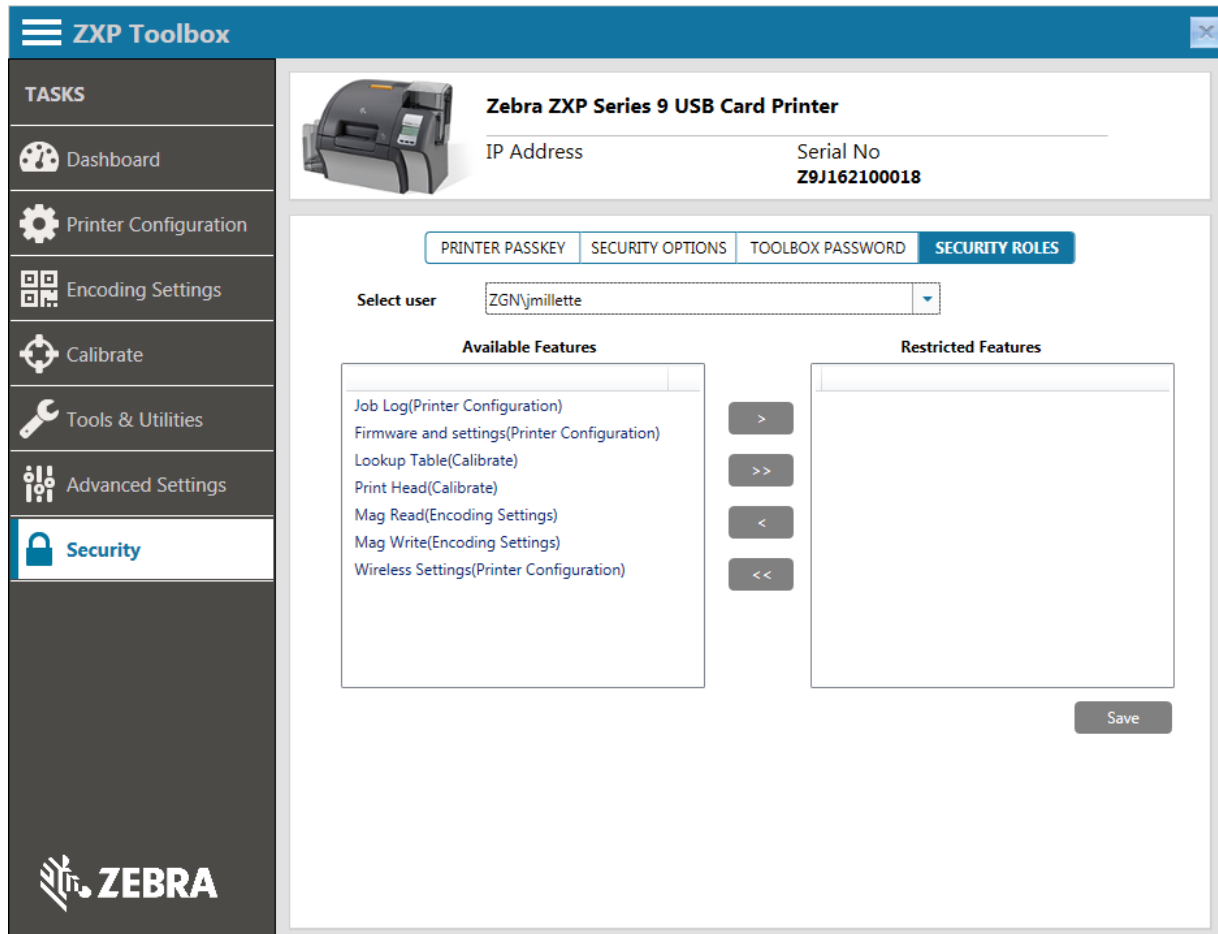 ZXP Toolbox
TASKS
Dashboard
Printer Configuration
Encoding Settings
Calibrate
Tools & Utilities
Advanced Settings
Security
ZEBRA
Zebra ZXP Series 9 USB Card Printer
IP Address Serial No
Z9J162100018
PRINTER PASSKEY SECURITY OPTIONS TOOLBOX PASSWORD SECURITY ROLES
Select user ZGN\jmillette
Available Features Restricted Features
Job Log(Printer Configuration)
Firmware and settings(Printer Configuration)
Lookup Table(Calibrate)
Print Head(Calibrate)
Mag Read(Encoding Settings)
Mag Write(Encoding Settings)
Wireless Settings(Printer Configuration)
>
>>
<
<<
Save